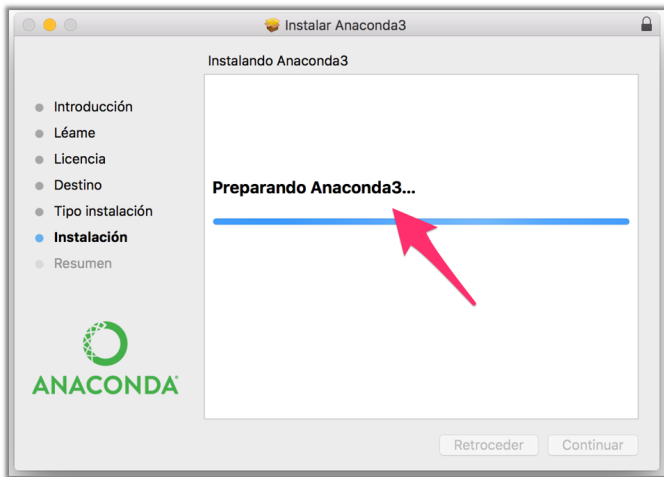 Instalar Anaconda3
Instalando Anaconda3
Introducción
Léame
Licencia
Destino
Tipo instalación
Instalación
Resumen
Preparando Anaconda3...
ANACONDA
Retroceder
Continuar